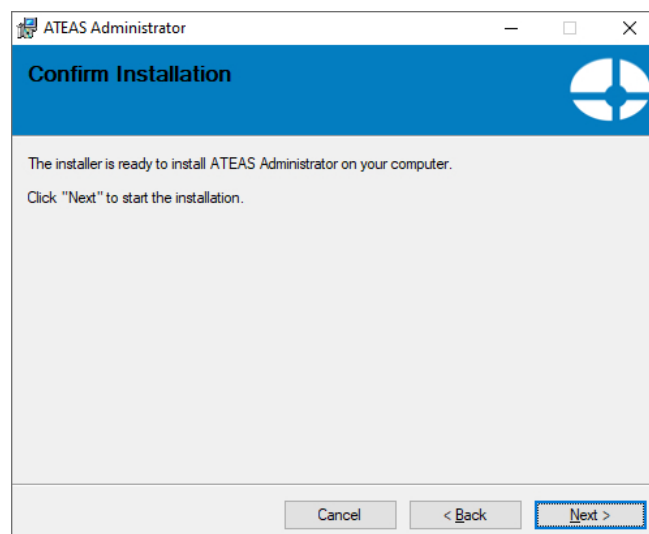 ATEAS Administrator
Confirm Installation
The installer is ready to install ATEAS Administrator on your computer.
Click "Next" to start the installation.
Cancel
< Back
Next >